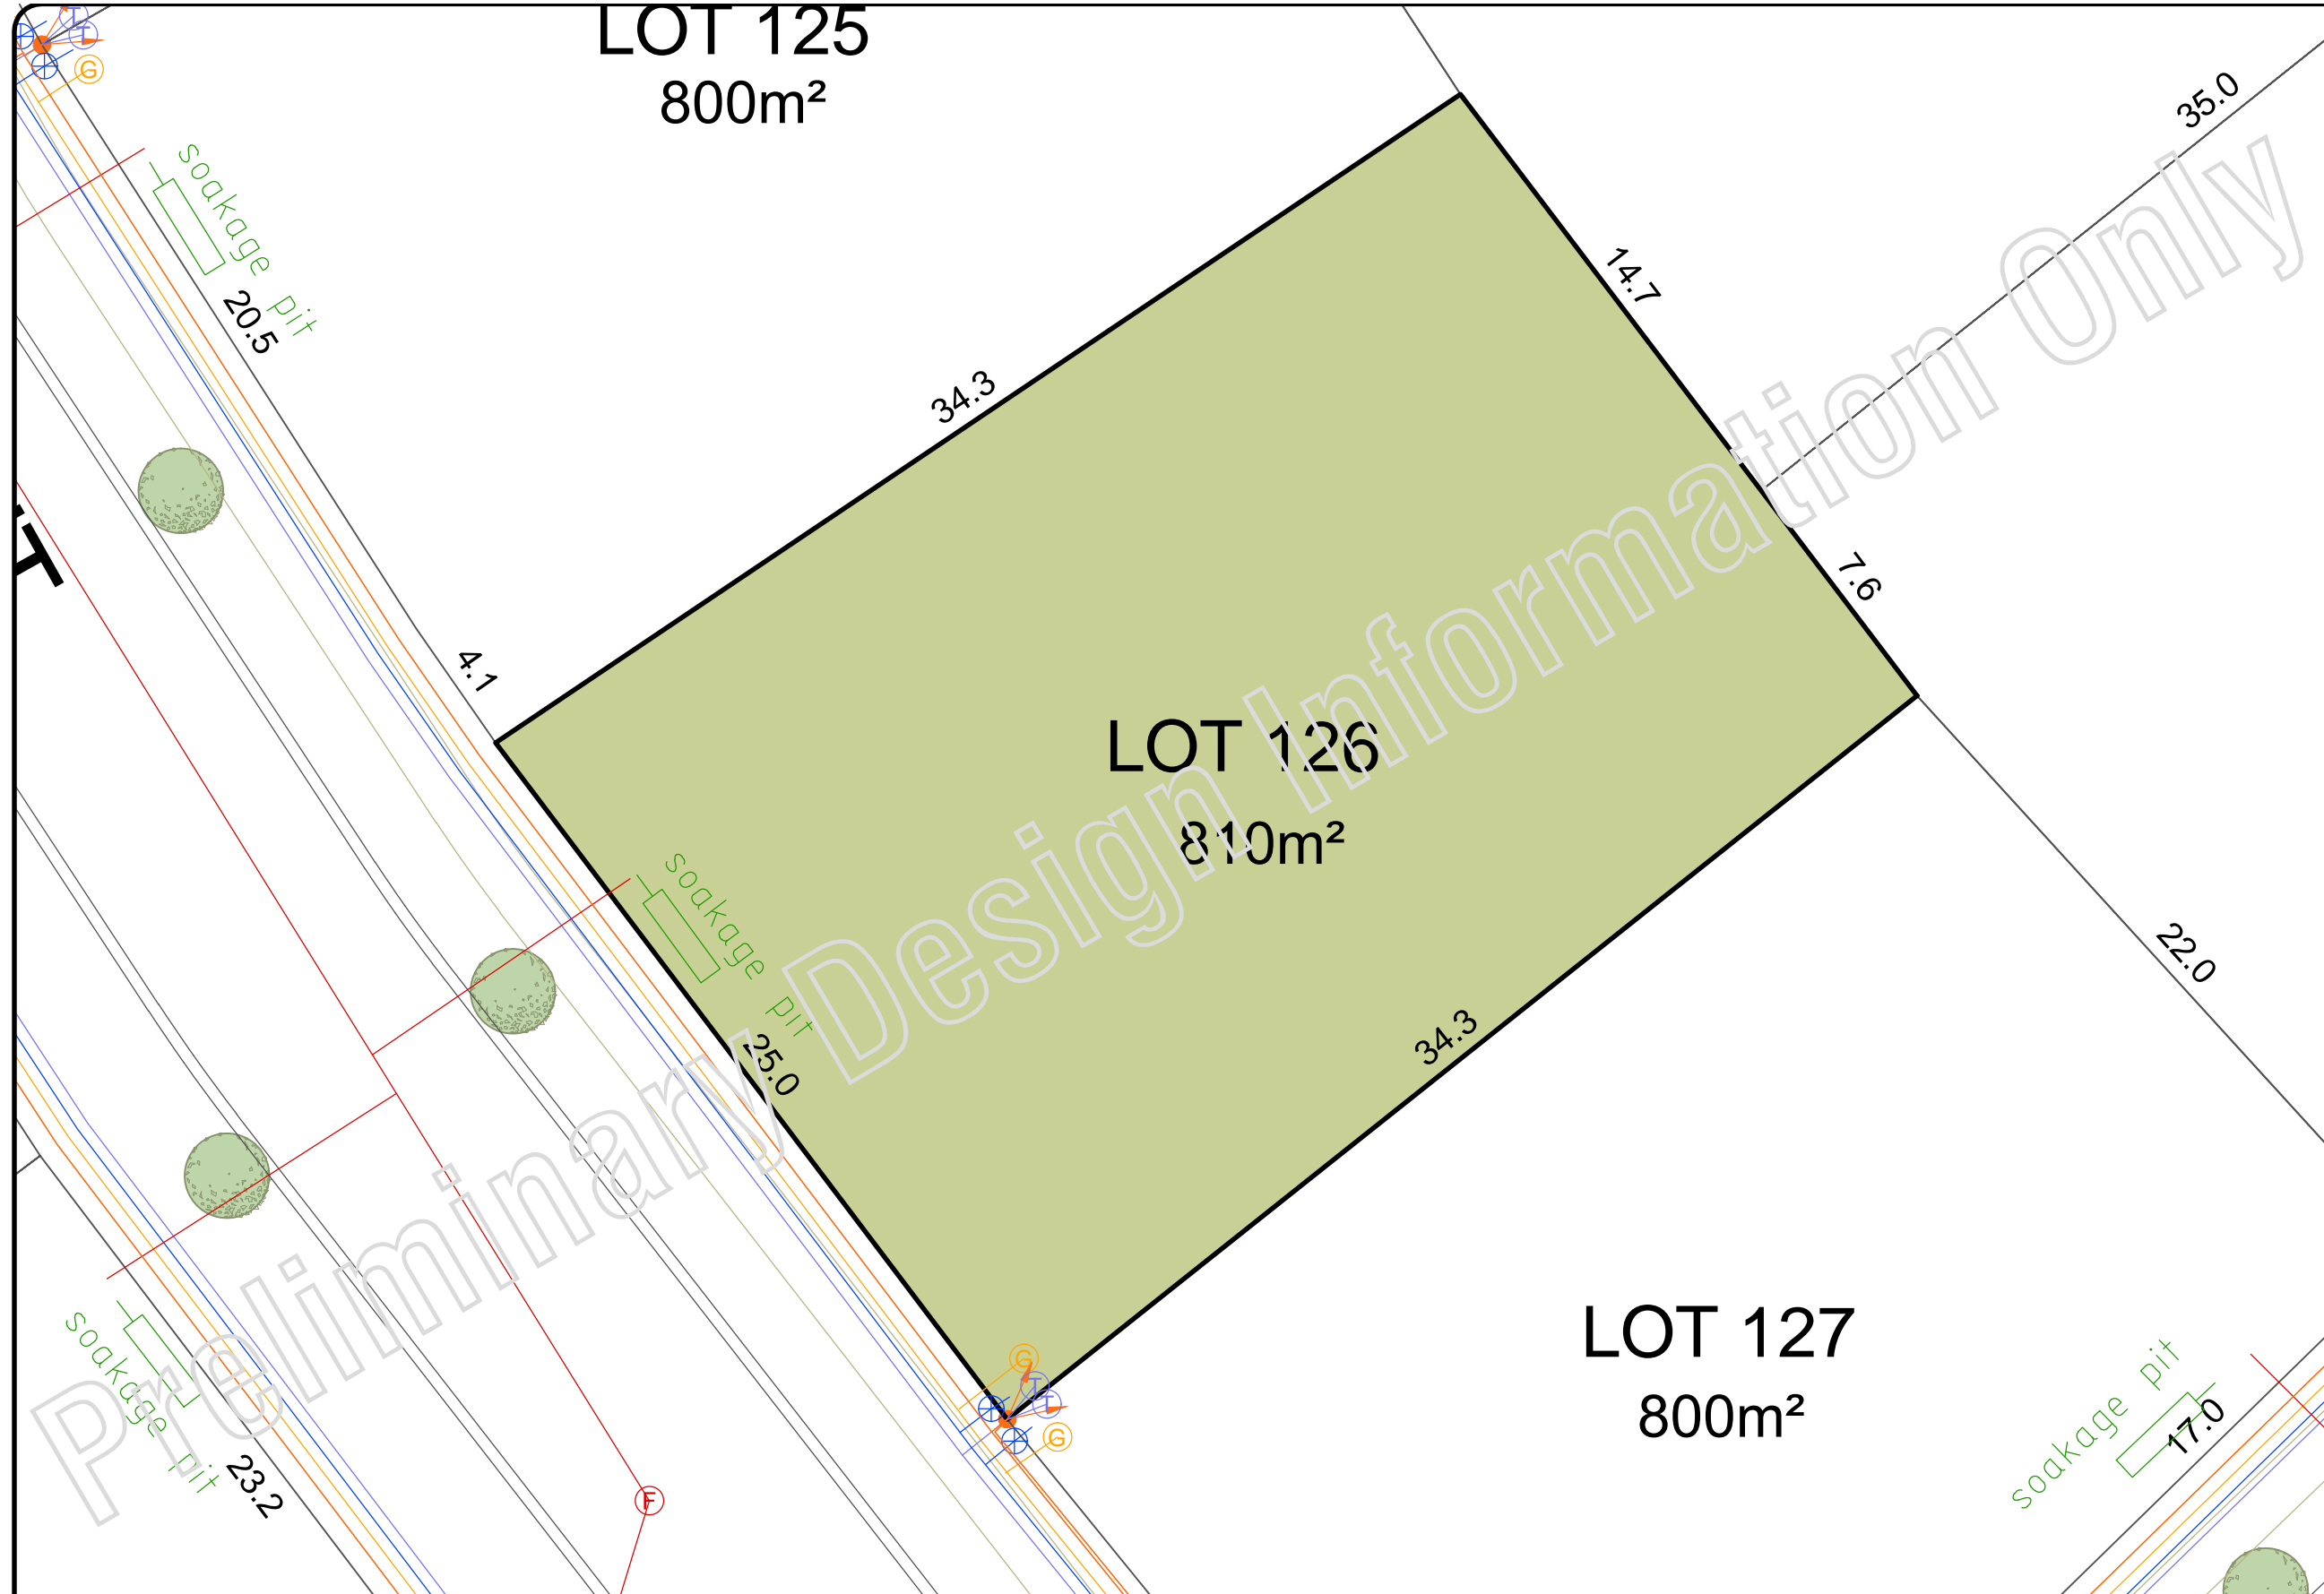 LOT 125
800m²
soakage pit
20.5
35.0
14.7
34.3
7.6
4.1
LOT 126
810m²
soakage pit
25.0
22.0
34.3
Preliminary Design Information Only
LOT 127
800m²
soakage pit
17.0
soakage pit
23.2
F
G
T
T
G
G
T
T